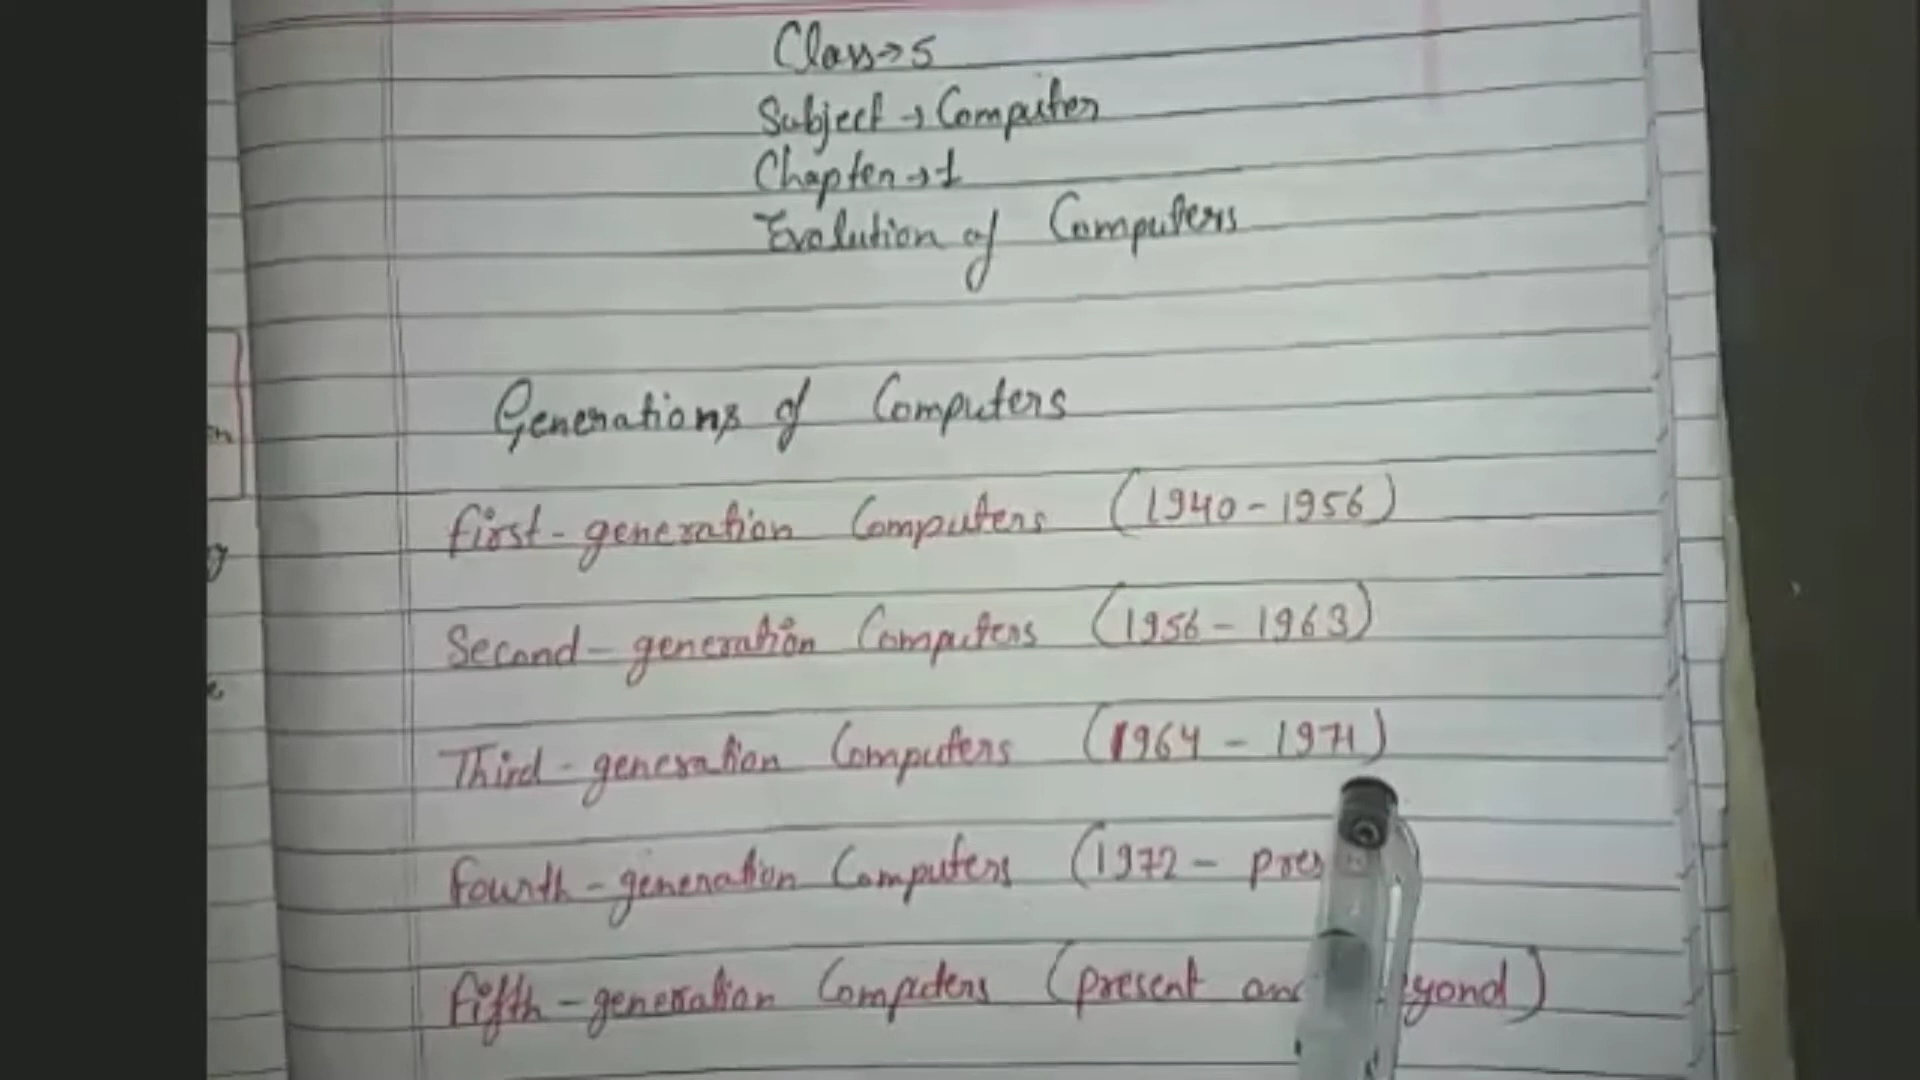 Class→5
Subject→Computer
Chapter→1
Evolution of Computers
Generations of Computers
first-generation Computers (1940-1956)
Second-generation Computers (1956-1963)
Third-generation Computers (1964-1971)
fourth-generation Computers (1972-
fifth-generation Computers (present